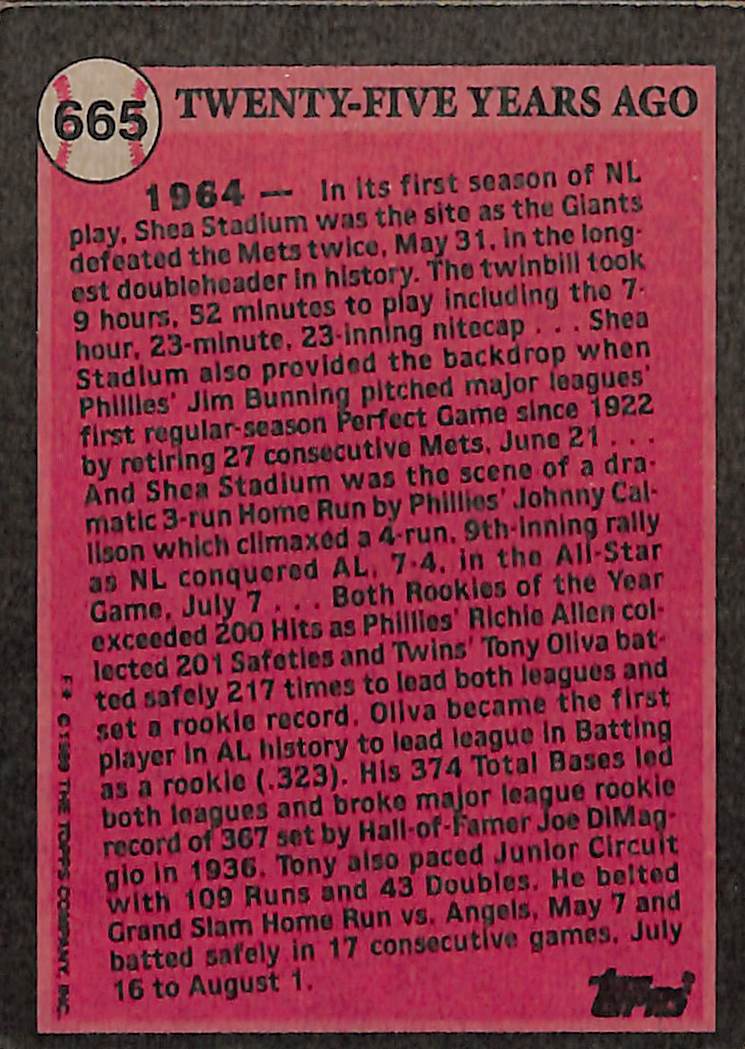 665 TWENTY-FIVE YEARS AGO
1964 — In its first season of NL
play, Shea Stadium was the site as the Giants
defeated the Mets twice, May 31, in the long-
est doubleheader in history. The twinbill took
9 hours, 52 minutes to play including the 7-
hour, 23-minute, 23-inning nitecap . . . Shea
Stadium also provided the backdrop when
Phillies' Jim Bunning pitched major leagues'
first regular-season Perfect Game since 1922
by retiring 27 consecutive Mets, June 21 . . .
And Shea Stadium was the scene of a dra-
matic 3-run Home Run by Phillies' Johnny Cal-
lison which climaxed a 4-run, 9th-inning rally
as NL conquered AL, 7-4, in the All-Star
Game, July 7 . . . Both Rookies of the Year
exceeded 200 Hits as Phillies' Richie Allen col-
lected 201 Safeties and Twins' Tony Oliva bat-
ted safely 217 times to lead both leagues and
set a rookie record. Oliva became the first
player in AL history to lead league in Batting
as a rookie (.323). His 374 Total Bases led
both leagues and broke major league rookie
record of 367 set by Hall-of-Famer Joe DiMag-
gio in 1936. Tony also paced Junior Circuit
with 109 Runs and 43 Doubles. He belted
Grand Slam Home Run vs. Angels, May 7 and
batted safely in 17 consecutive games, July
16 to August 1.
©1989 THE TOPPS COMPANY, INC.
Topps®